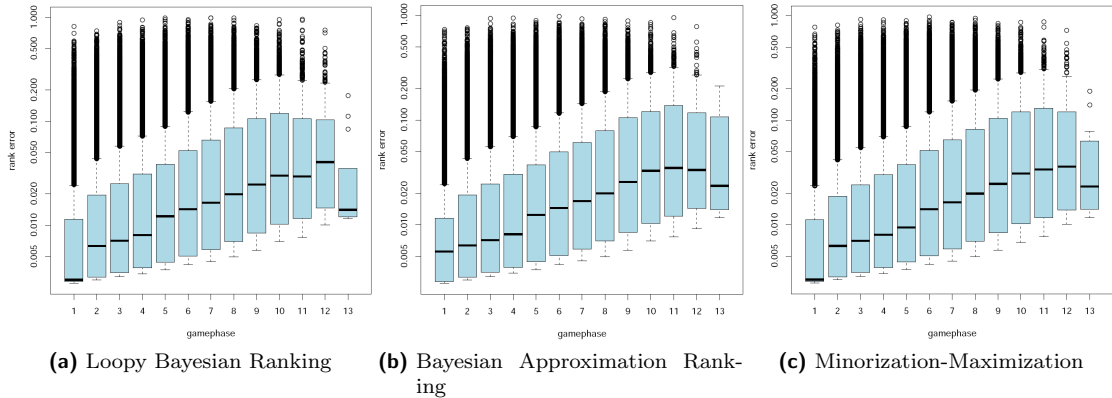 1.000
0.500
0.200
0.100
0.050
0.020
0.010
0.005
rank error
1 2 3 4 5 6 7 8 9 10 11 12 13
gamephase
(a) Loopy Bayesian Ranking
1.000
0.500
0.200
0.100
0.050
0.020
0.010
0.005
rank error
1 2 3 4 5 6 7 8 9 10 11 12 13
gamephase
(b) Bayesian Approximation Rank-
ing
1.000
0.500
0.200
0.100
0.050
0.020
0.010
0.005
rank error
1 2 3 4 5 6 7 8 9 10 11 12 13
gamephase
(c) Minorization-Maximization